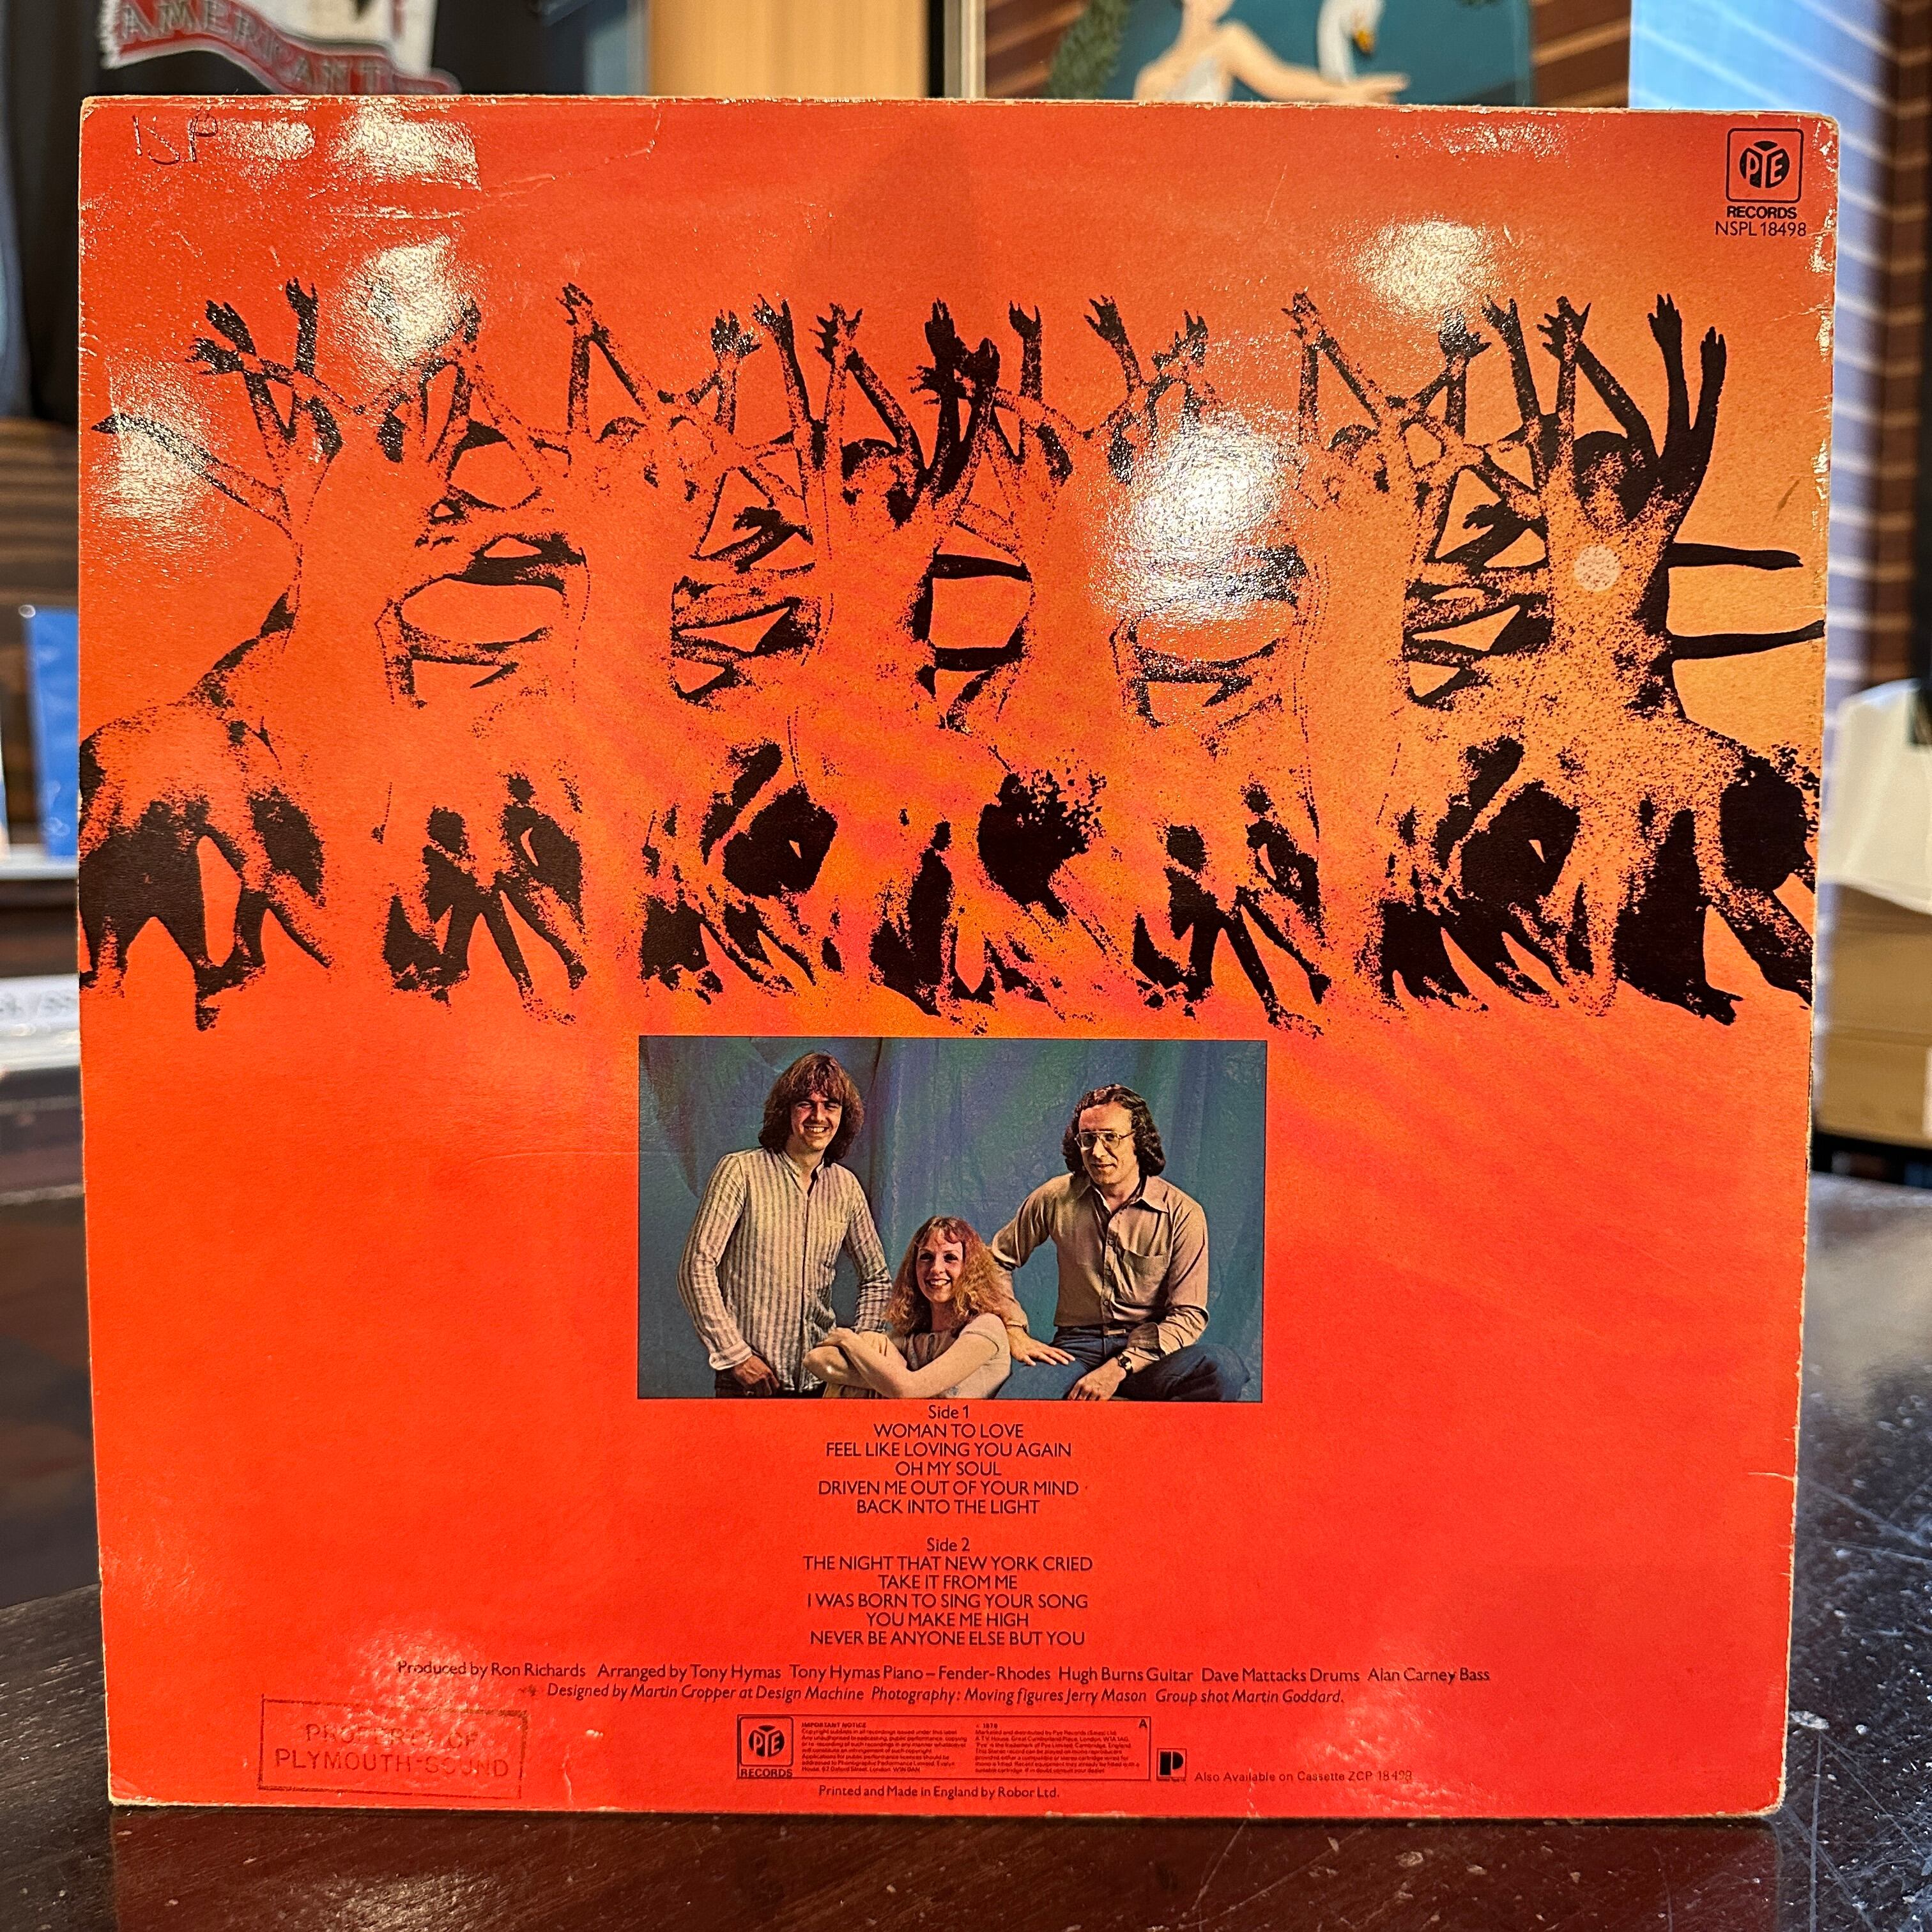 AMERICANT
PYE
RECORDS
NSPL 18498
Side 1
WOMAN TO LOVE
FEEL LIKE LOVING YOU AGAIN
OH MY SOUL
DRIVEN ME OUT OF YOUR MIND
BACK INTO THE LIGHT
Side 2
THE NIGHT THAT NEW YORK CRIED
TAKE IT FROM ME
I WAS BORN TO SING YOUR SONG
YOU MAKE ME HIGH
NEVER BE ANYONE ELSE BUT YOU
Produced by Ron Richards Arranged by Tony Hymas Tony Hymas Piano – Fender-Rhodes Hugh Burns Guitar Dave Mattacks Drums Alan Carney Bass
Designed by Martin Cropper at Design Machine Photography: Moving figures Jerry Mason Group shot Martin Goddard.
PROPERTY OF
PLYMOUTH SOUND
PYE
RECORDS
IMPORTANT NOTICE
A
Also Available on Cassette ZCP 18498
Printed and Made in England by Robor Ltd.